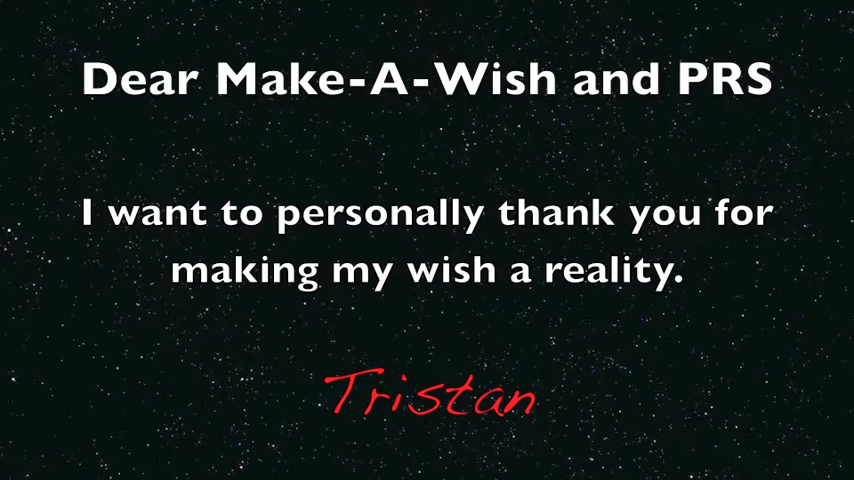 Dear Make-A-Wish and PRS
I want to personally thank you for
making my wish a reality.
Tristan